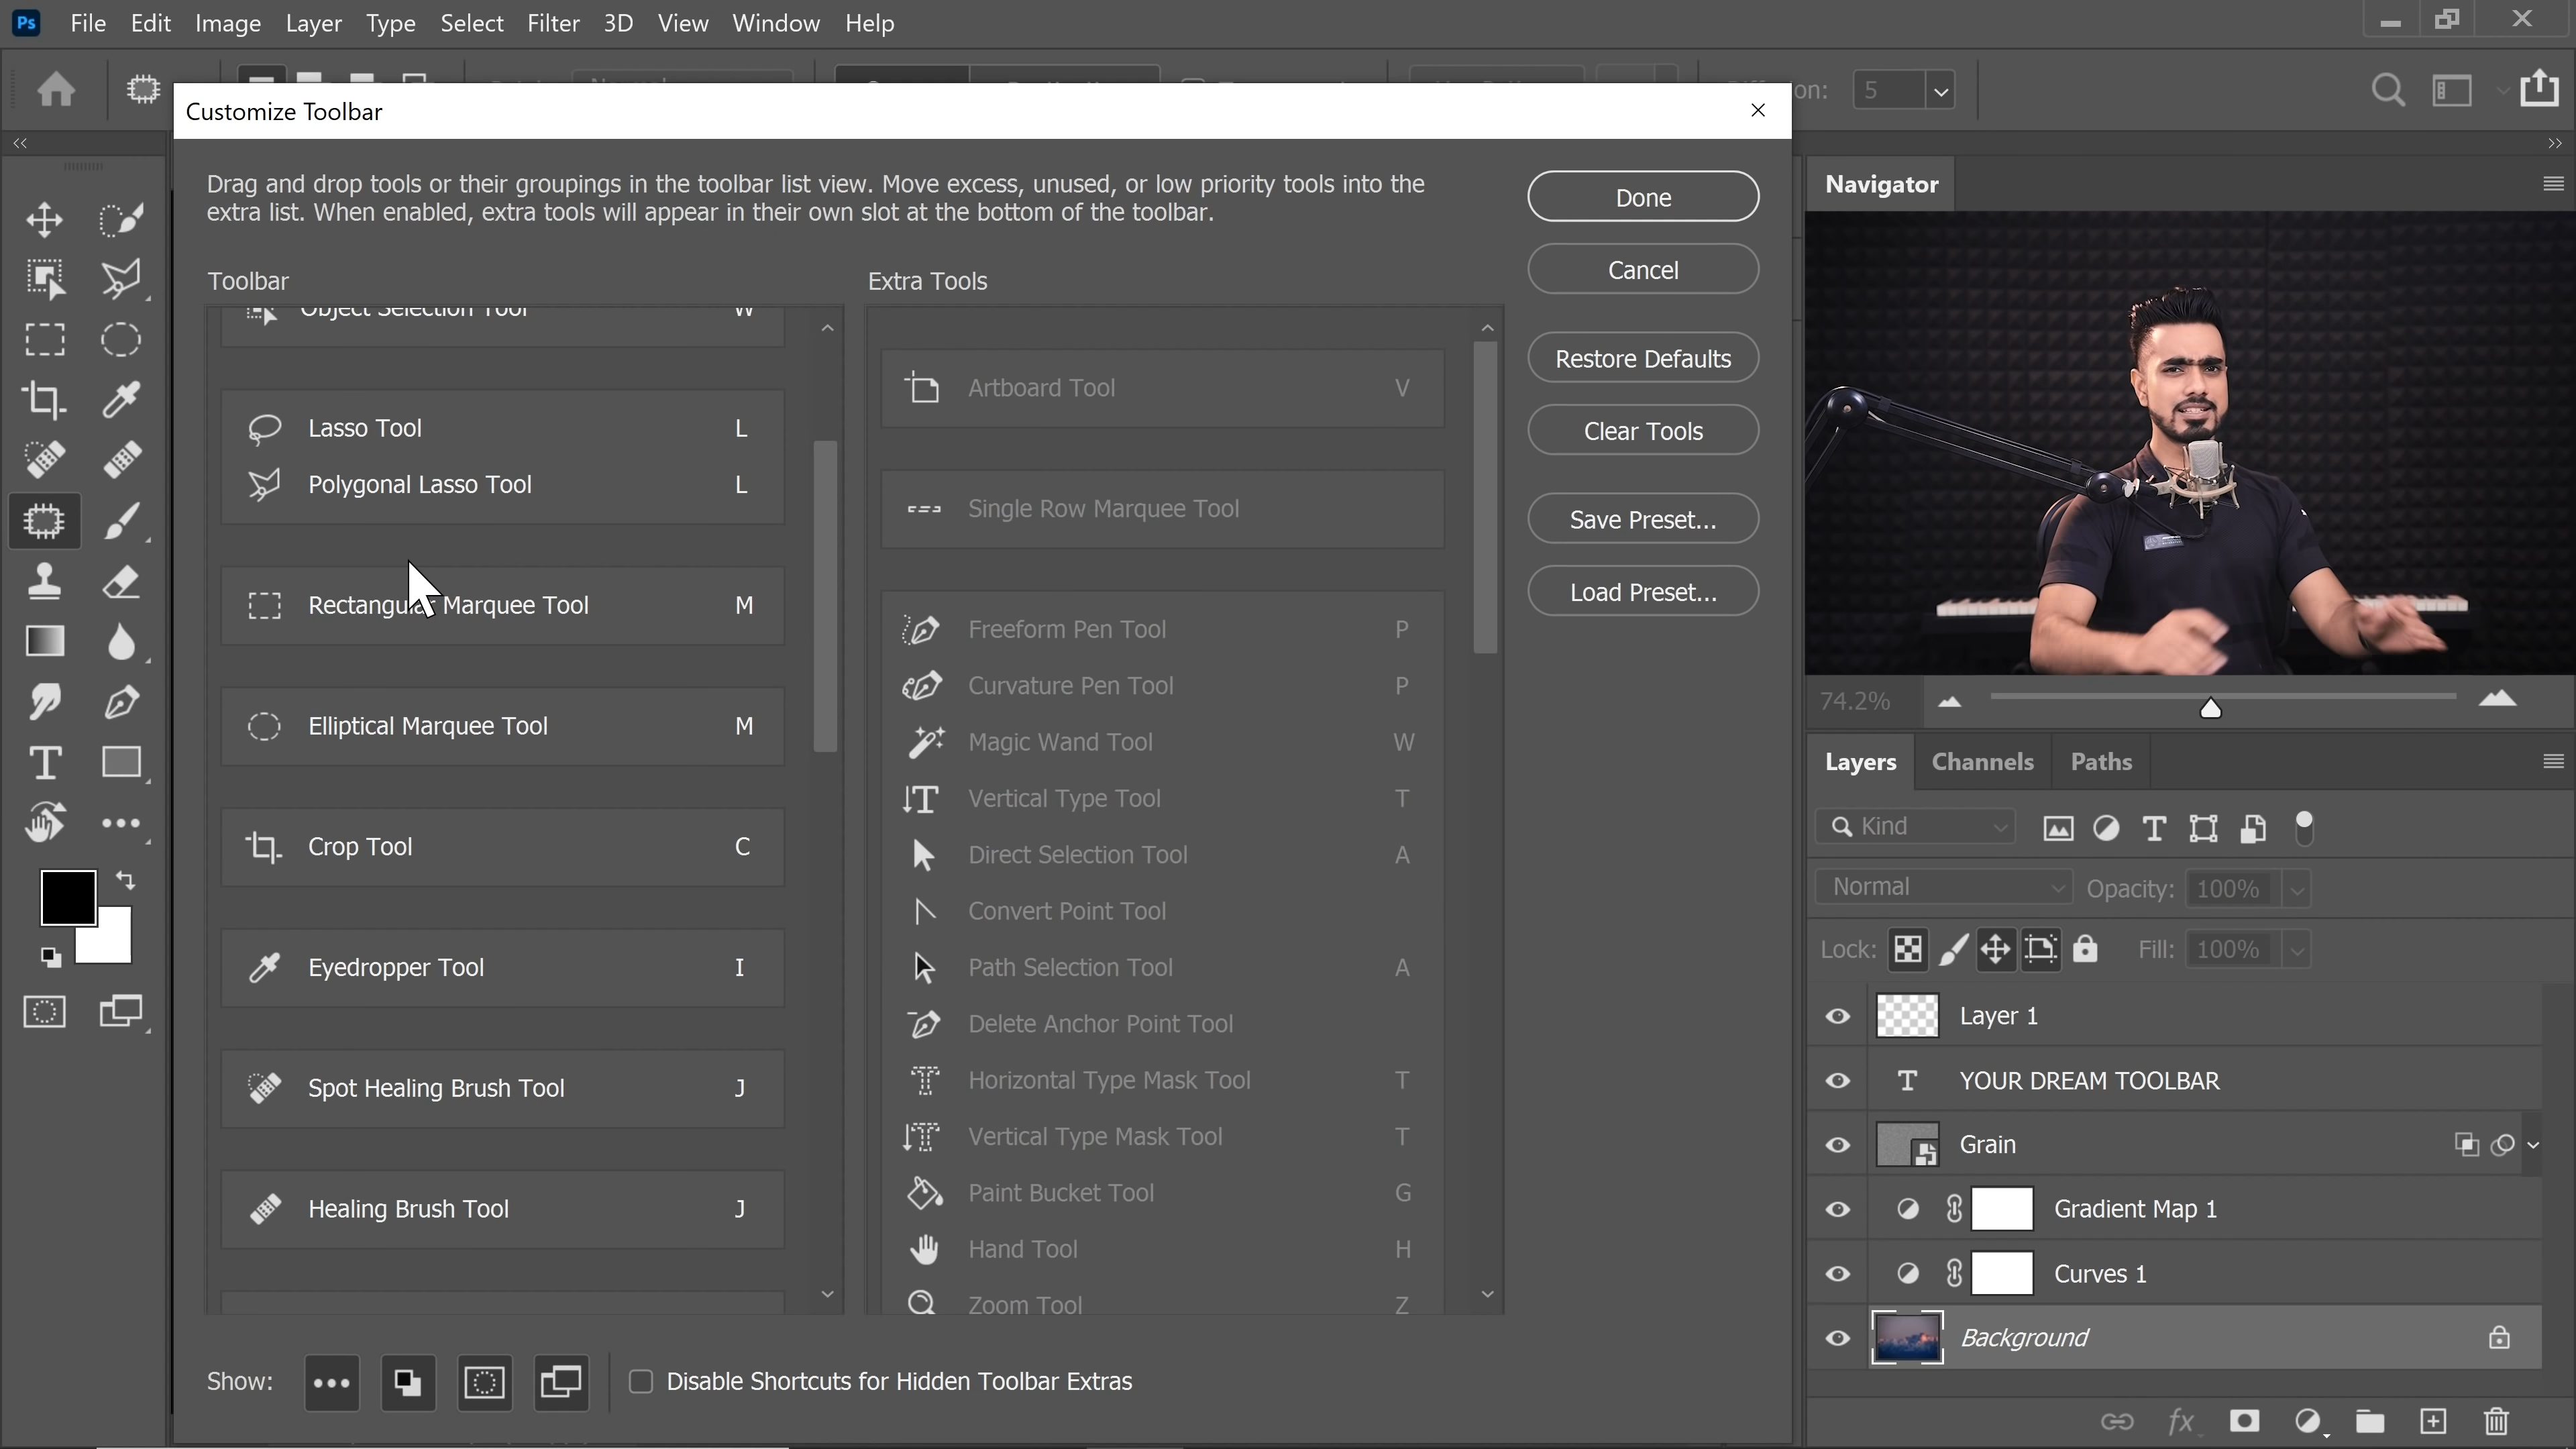 Ps File Edit Image Layer Type Select Filter 3D View Window Help
on: 5
Customize Toolbar
Drag and drop tools or their groupings in the toolbar list view. Move excess, unused, or low priority tools into the
extra list. When enabled, extra tools will appear in their own slot at the bottom of the toolbar.
Toolbar
Object Selection Tool W
Lasso Tool L
Polygonal Lasso Tool L
Rectangular Marquee Tool M
Elliptical Marquee Tool M
Crop Tool C
Eyedropper Tool I
Spot Healing Brush Tool J
Healing Brush Tool J
Extra Tools
Artboard Tool V
Single Row Marquee Tool
Freeform Pen Tool P
Curvature Pen Tool P
Magic Wand Tool W
Vertical Type Tool T
Direct Selection Tool A
Convert Point Tool
Path Selection Tool A
Delete Anchor Point Tool
Horizontal Type Mask Tool T
Vertical Type Mask Tool T
Paint Bucket Tool G
Hand Tool H
Zoom Tool Z
Done
Cancel
Restore Defaults
Clear Tools
Save Preset...
Load Preset...
Show:
Disable Shortcuts for Hidden Toolbar Extras
Navigator
74.2%
Layers Channels Paths
Kind
Normal Opacity: 100%
Lock: Fill: 100%
Layer 1
YOUR DREAM TOOLBAR
Grain
Gradient Map 1
Curves 1
Background
fx